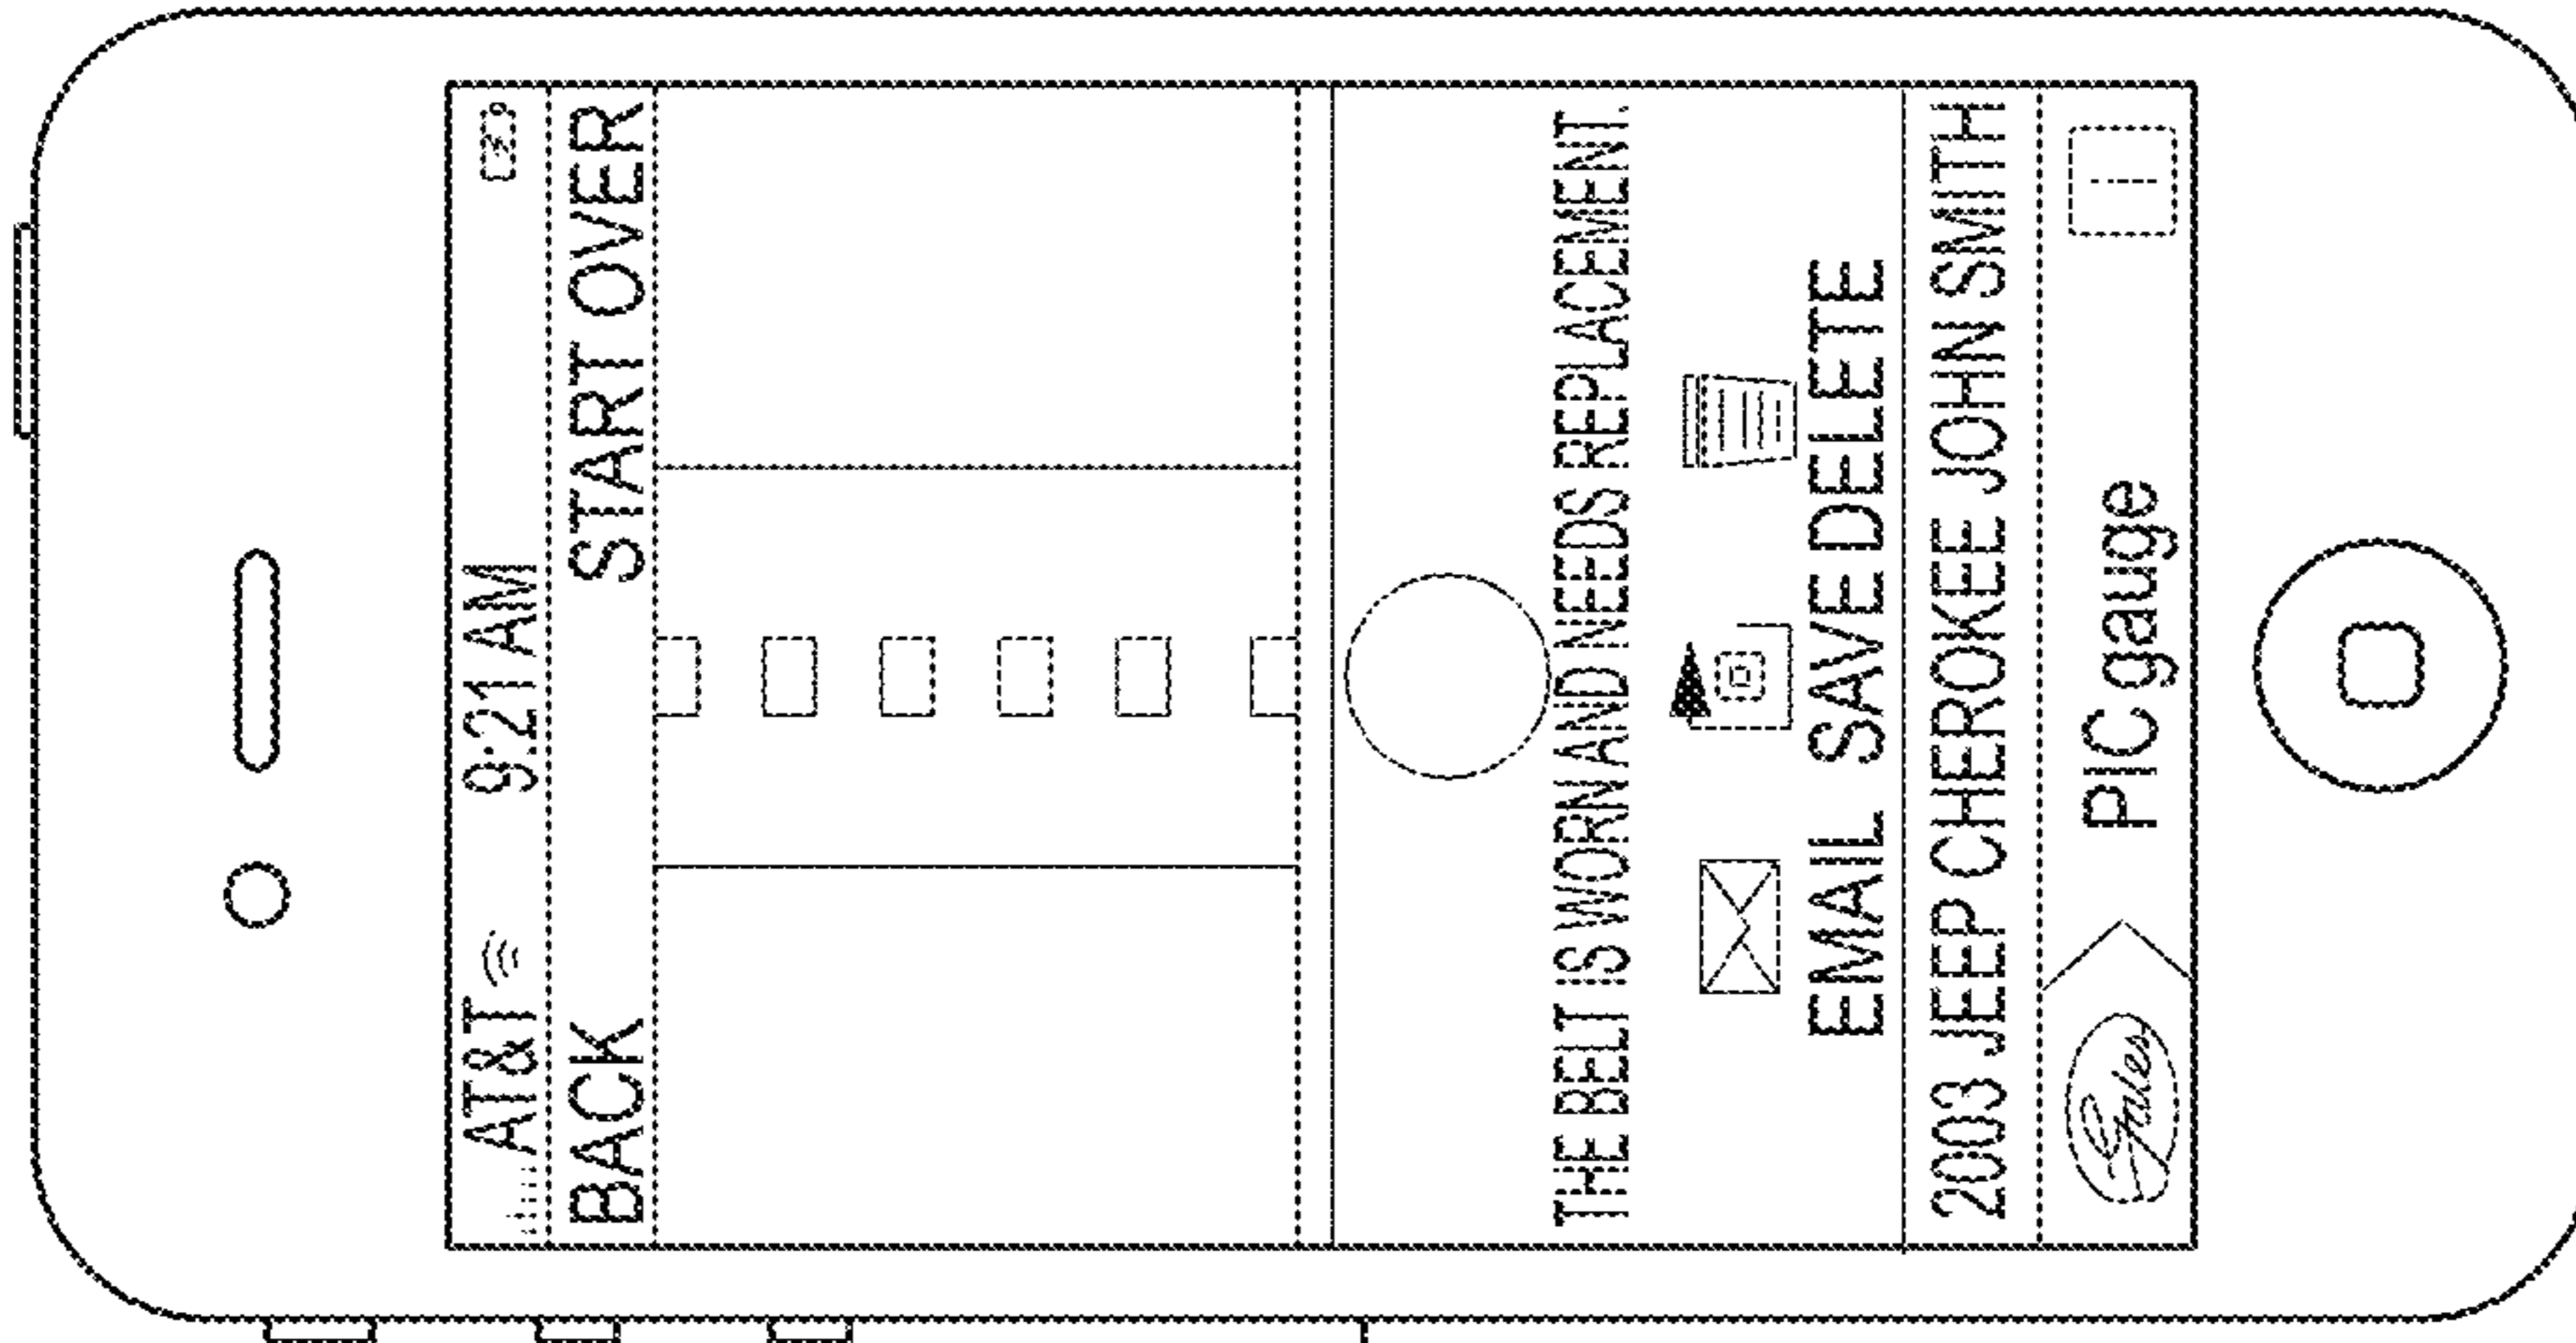 AT&T 9:21 AM
BACK START OVER
THE BELT IS WORN AND NEEDS REPLACEMENT.
EMAIL SAVE DELETE
2003 JEEP CHEROKEE JOHN SMITH
Gates PIC gauge